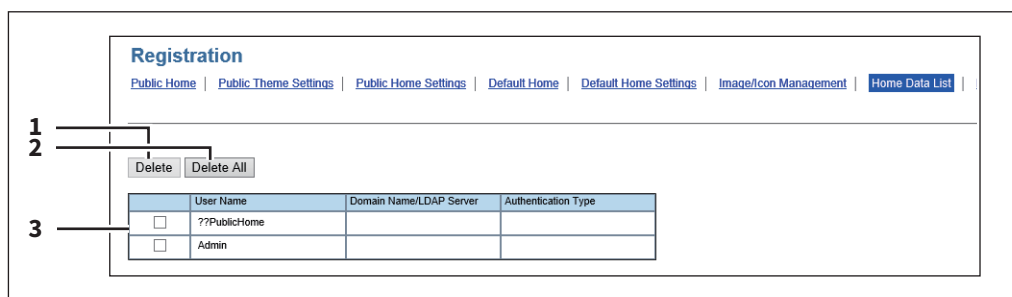 Registration
Public Home | Public Theme Settings | Public Home Settings | Default Home | Default Home Settings | Image/Icon Management | Home Data List |
1
2
Delete Delete All
User Name Domain Name/LDAP Server Authentication Type
3
??PublicHome
Admin